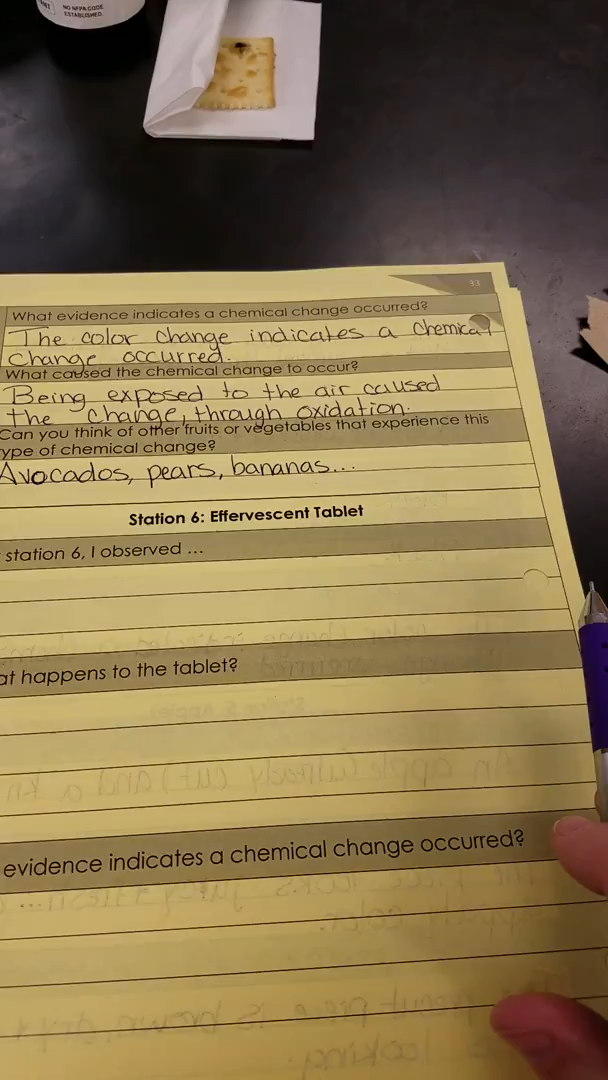 NO NFPA CODE
ESTABLISHED.
33
What evidence indicates a chemical change occurred?
The color change indicates a chemical
change occurred.
What caused the chemical change to occur?
Being exposed to the air caused
the change, through oxidation.
Can you think of other fruits or vegetables that experience this
ype of chemical change?
Avocados, pears, bananas...
Station 6: Effervescent Tablet
station 6, I observed ...
at happens to the tablet?
evidence indicates a chemical change occurred?